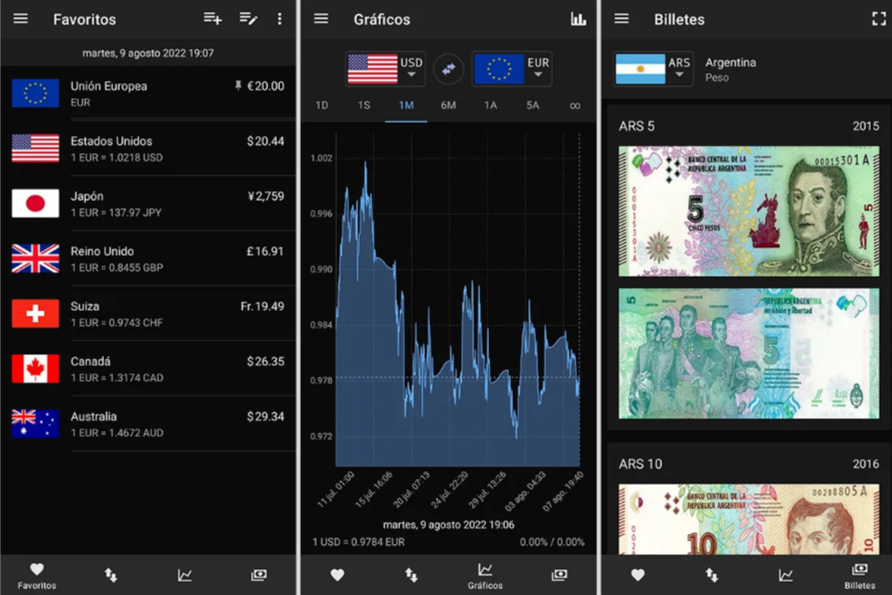 Favoritos
martes, 9 agosto 2022 19:07
Unión Europea
€20.00
EUR
Estados Unidos
$20.44
1 EUR = 1.0218 USD
Japón
¥2,759
1 EUR = 137.97 JPY
Reino Unido
£16.91
1 EUR = 0.8455 GBP
Suiza
Fr.19.49
1 EUR = 0.9743 CHF
Canadá
$26.35
1 EUR = 1.3174 CAD
Australia
$29.34
1 EUR = 1.4672 AUD
Favoritos
Gráficos
USD
EUR
1D 1S 1M 6M 1A 5A ∞
1.002
0.996
0.990
0.984
0.978
0.972
11 jul. 01:00
15 jul. 16:06
20 jul. 07:13
24 jul. 22:20
29 jul. 13:26
03 ago. 04:33
07 ago. 19:40
martes, 9 agosto 2022 19:06
1 USD = 0.9784 EUR
0.00% / 0.00%
Gráficos
Billetes
ARS
Argentina
Peso
ARS 5
2015
BANCO CENTRAL DE LA
REPUBLICA ARGENTINA
00015301A
00015301A
5
CINCO PESOS
5
5
REPUBLICA ARGENTINA
en unión y libertad
5
ARS 10
2016
BANCO CENTRAL DE LA
REPUBLICA ARGENTINA
00288805A
10
10
Billetes